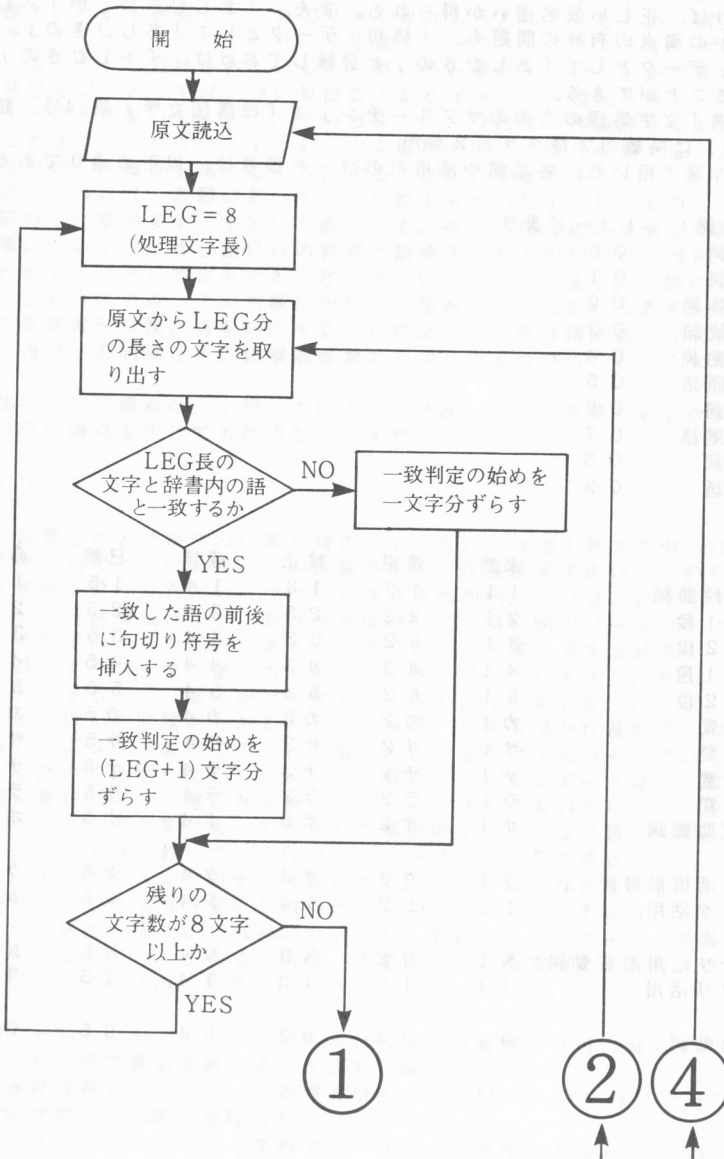 開　始
原文読込
LEG＝8
(処理文字長)
原文からLEG分
の長さの文字を取
り出す
LEG長の
文字と辞書内の語
と一致するか
NO
一致判定の始めを
一文字分ずらす
YES
一致した語の前後
に句切り符号を
挿入する
一致判定の始めを
(LEG+1)文字分
ずらす
残りの
文字数が8文字
以上か
NO
YES
①
②
④